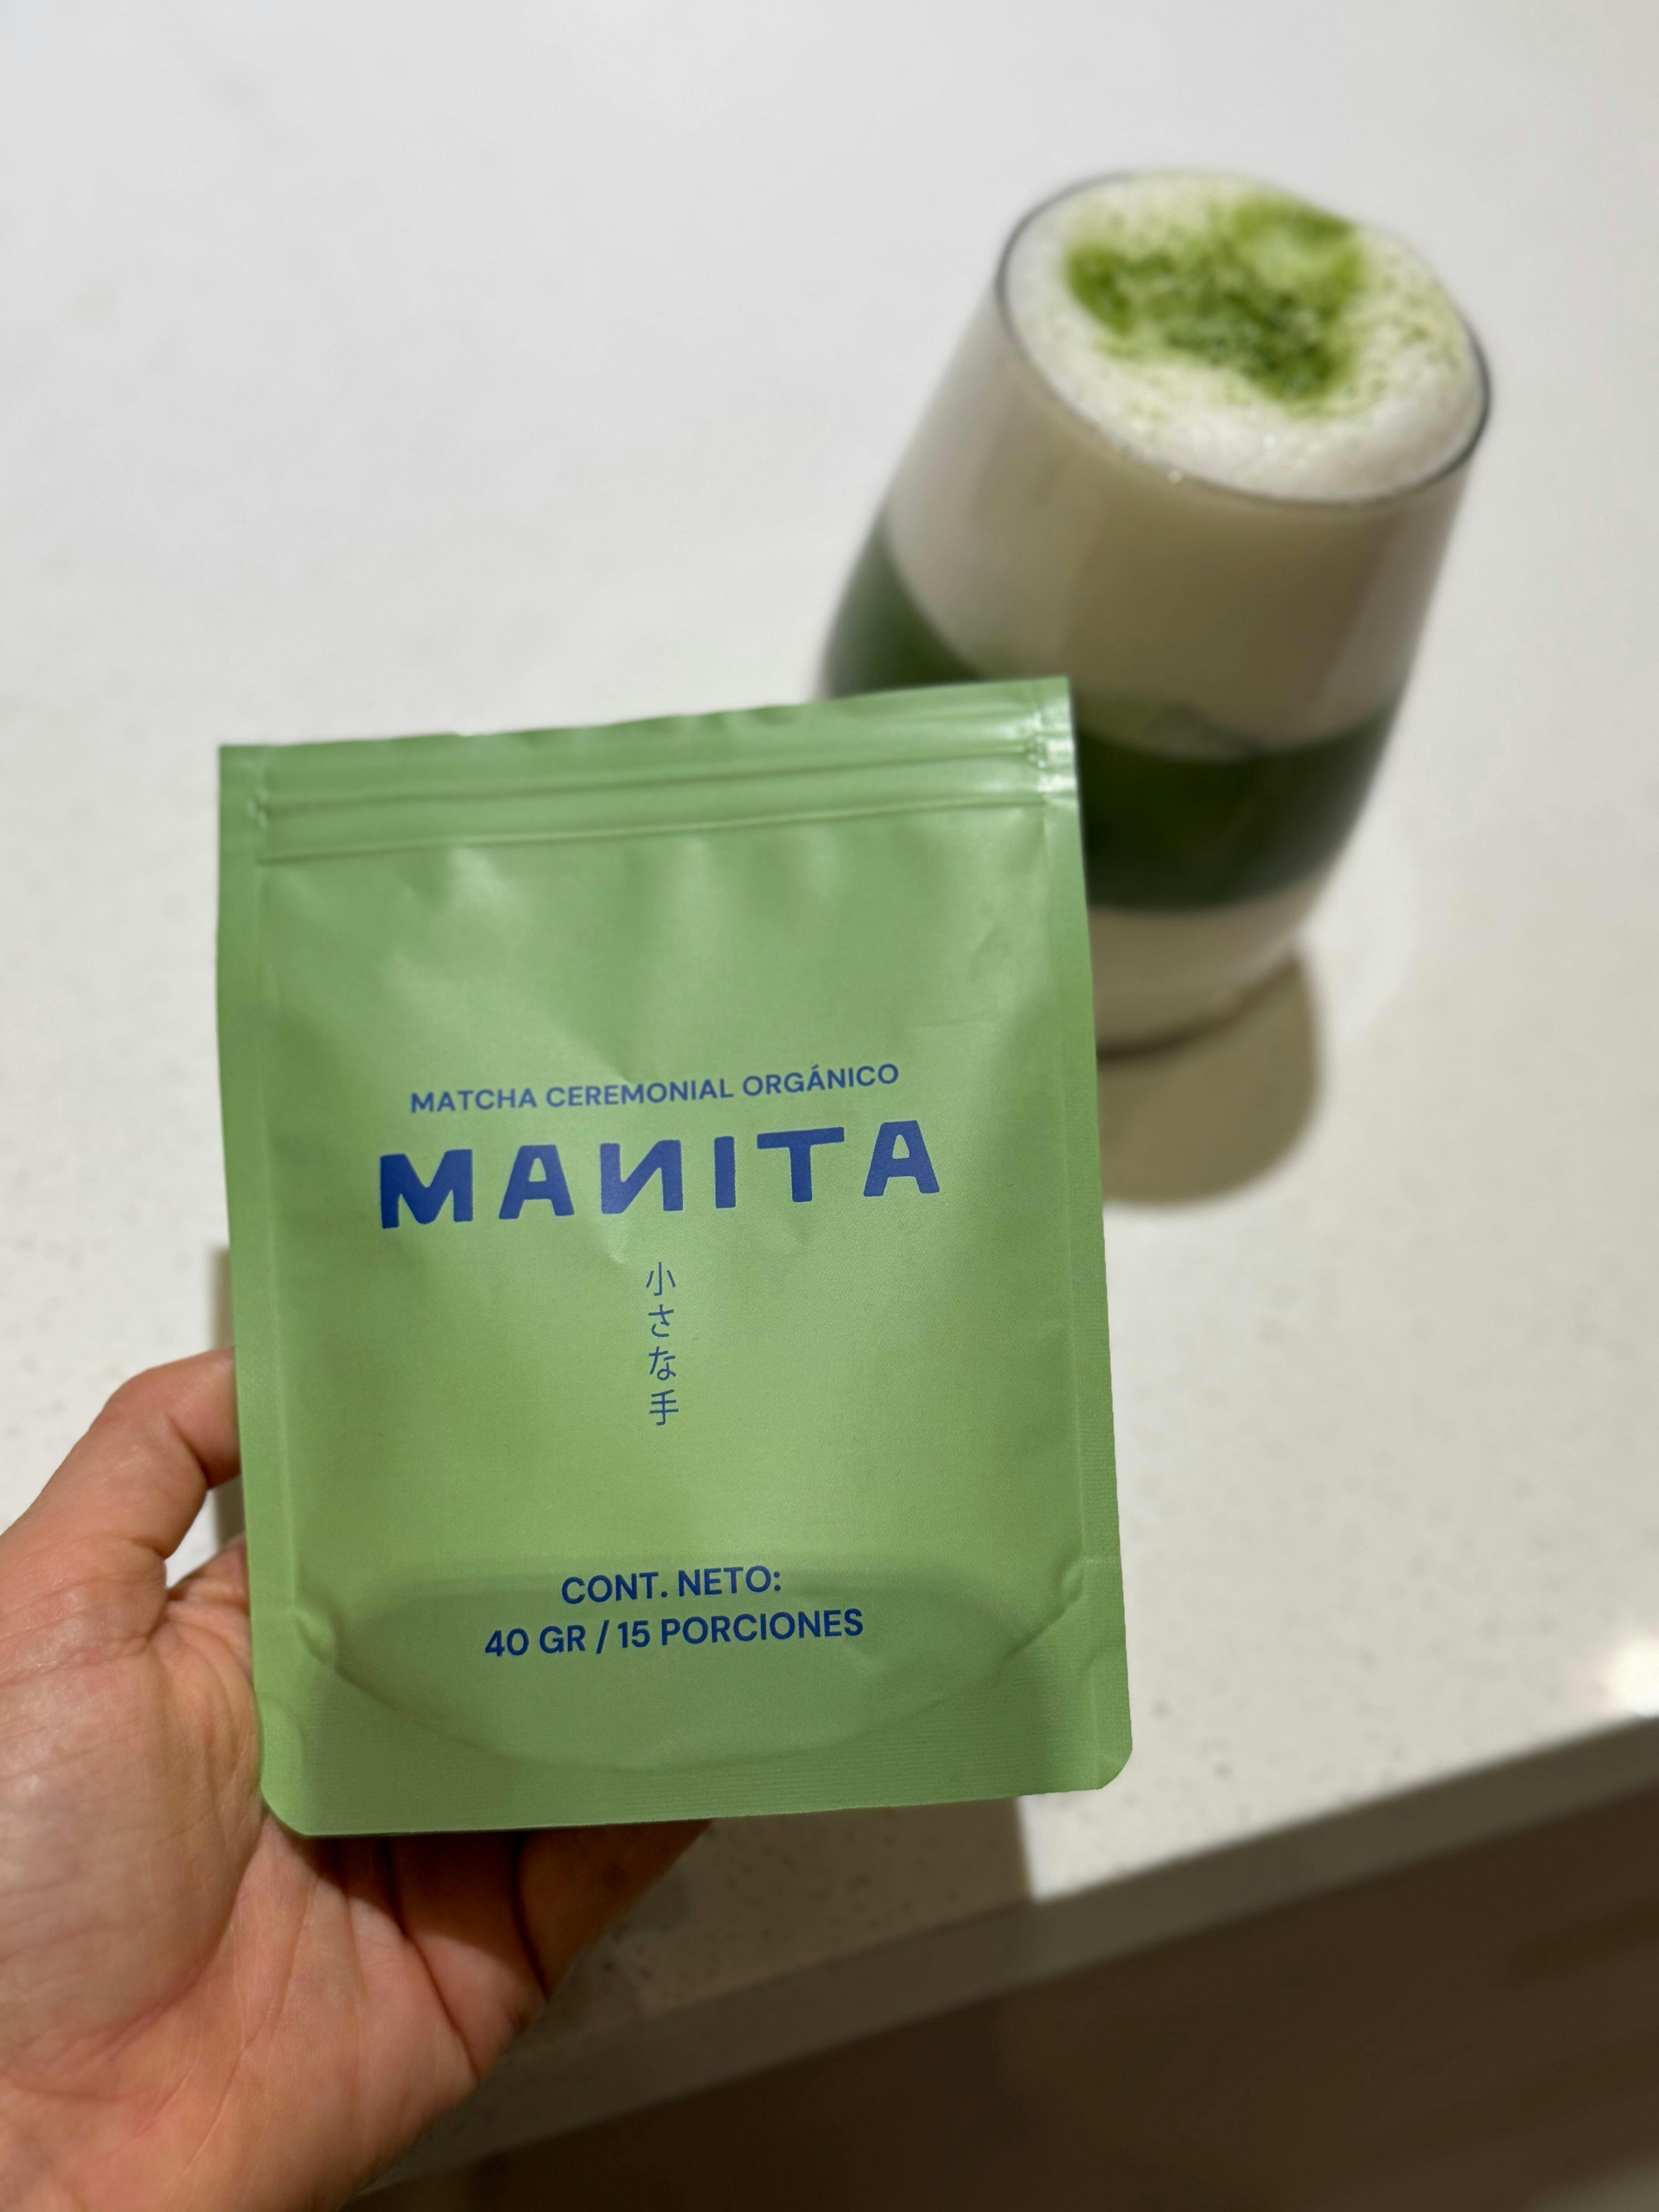 MATCHA CEREMONIAL ORGÁNICO
MANITA
小さな手
CONT. NETO:
40 GR / 15 PORCIONES